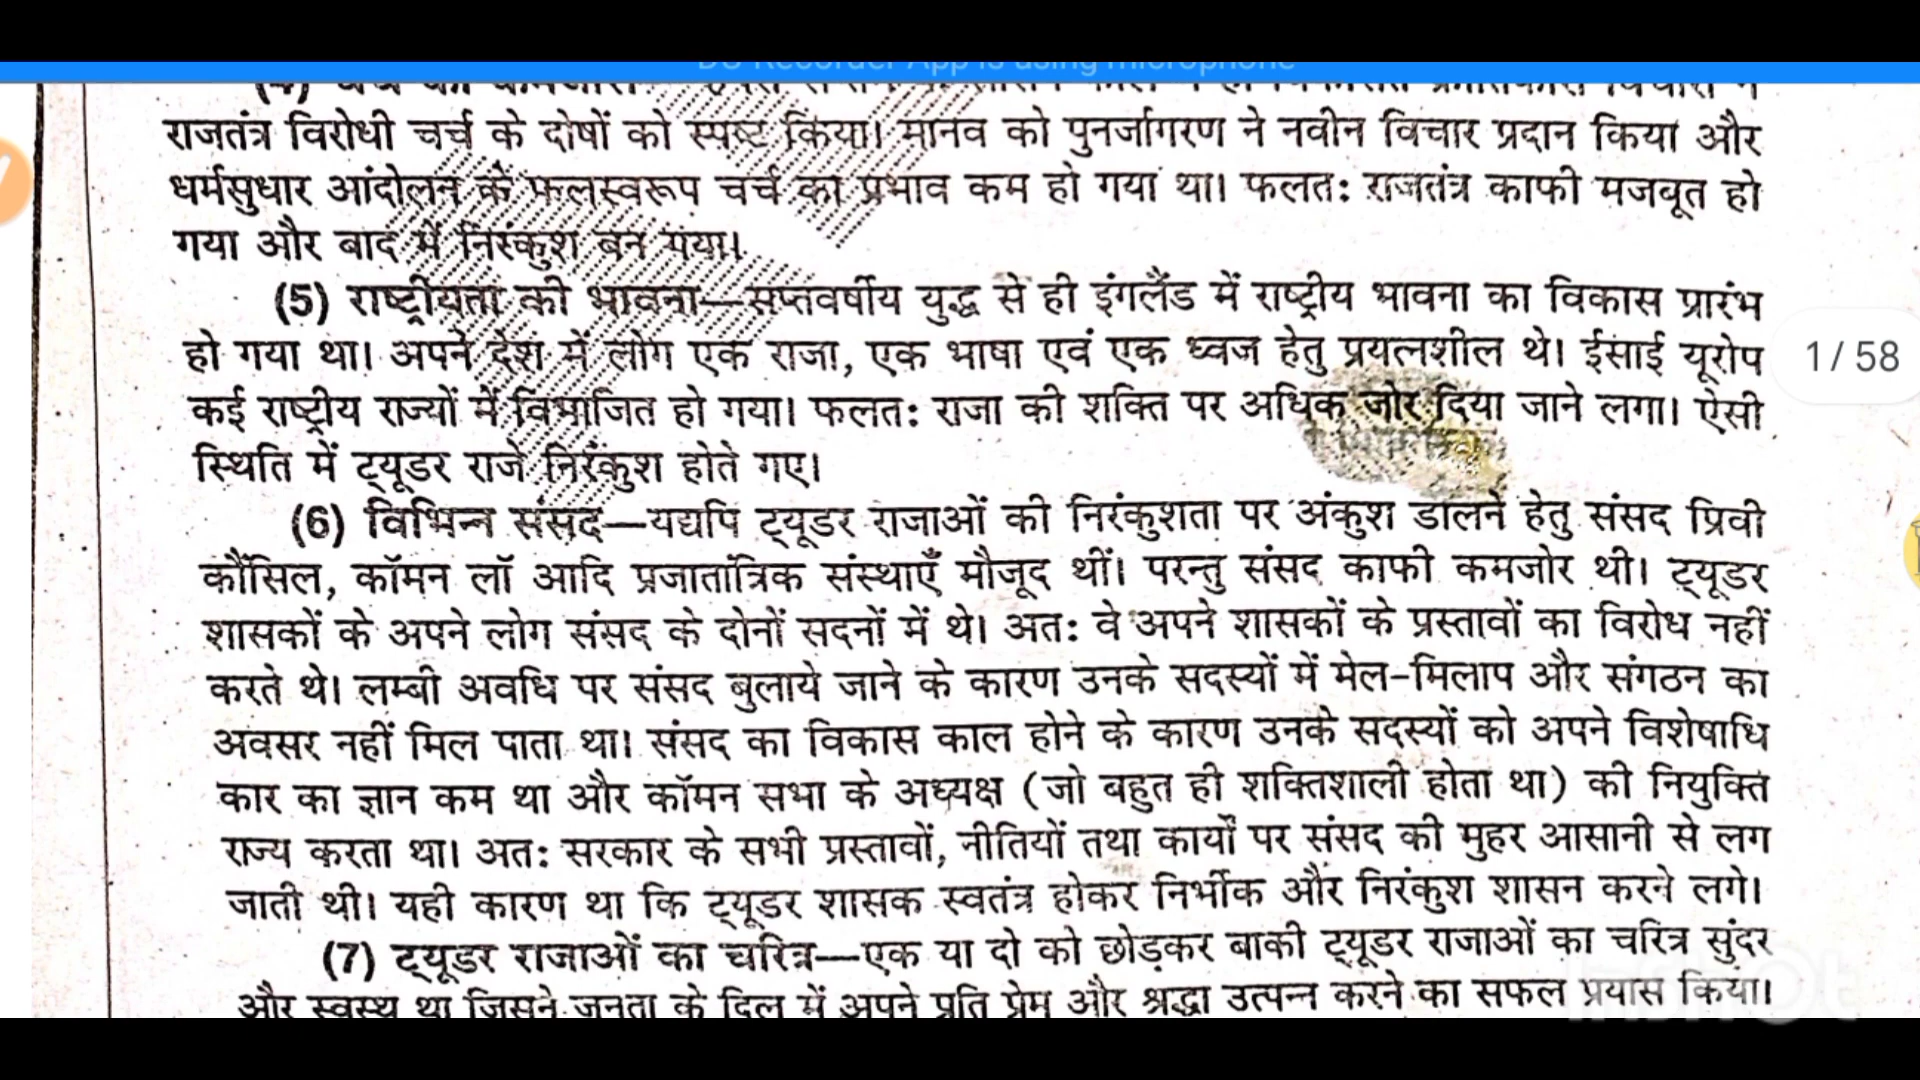 DU Recorder App is using microphone
राजतंत्र विरोधी चर्च के दोषों को स्पष्ट किया। मानव को पुनर्जागरण ने नवीन विचार प्रदान किया और
धर्मसुधार आंदोलन के फलस्वरूप चर्च का प्रभाव कम हो गया था। फलतः राजतंत्र काफी मजबूत हो
गया और बाद में निरंकुश बन गया।
(5) राष्ट्रीयता की भावना—सप्तवर्षीय युद्ध से ही इंगलैंड में राष्ट्रीय भावना का विकास प्रारंभ
हो गया था। अपने देश में लोग एक राजा, एक भाषा एवं एक ध्वज हेतु प्रयत्नशील थे। ईसाई यूरोप
1 / 58
कई राष्ट्रीय राज्यों में विभाजित हो गया। फलतः राजा की शक्ति पर अधिक जोर दिया जाने लगा। ऐसी
स्थिति में ट्यूडर राजे निरंकुश होते गए।
(6) विभिन्न संसद—यद्यपि ट्यूडर राजाओं की निरंकुशता पर अंकुश डालने हेतु संसद प्रिवी
कौंसिल, कॉमन लॉ आदि प्रजातांत्रिक संस्थाएँ मौजूद थीं। परन्तु संसद काफी कमजोर थी। ट्यूडर
शासकों के अपने लोग संसद के दोनों सदनों में थे। अतः वे अपने शासकों के प्रस्तावों का विरोध नहीं
करते थे। लम्बी अवधि पर संसद बुलाये जाने के कारण उनके सदस्यों में मेल-मिलाप और संगठन का
अवसर नहीं मिल पाता था। संसद का विकास काल होने के कारण उनके सदस्यों को अपने विशेषाधि
कार का ज्ञान कम था और कॉमन सभा के अध्यक्ष (जो बहुत ही शक्तिशाली होता था) की नियुक्ति
राज्य करता था। अतः सरकार के सभी प्रस्तावों, नीतियों तथा कार्यों पर संसद की मुहर आसानी से लग
जाती थी। यही कारण था कि ट्यूडर शासक स्वतंत्र होकर निर्भीक और निरंकुश शासन करने लगे।
(7) ट्यूडर राजाओं का चरित्र—एक या दो को छोड़कर बाकी ट्यूडर राजाओं का चरित्र सुंदर
और स्वस्थ था जिसने जनता के दिल में अपने प्रति प्रेम और श्रद्धा उत्पन्न करने का सफल प्रयास किया।